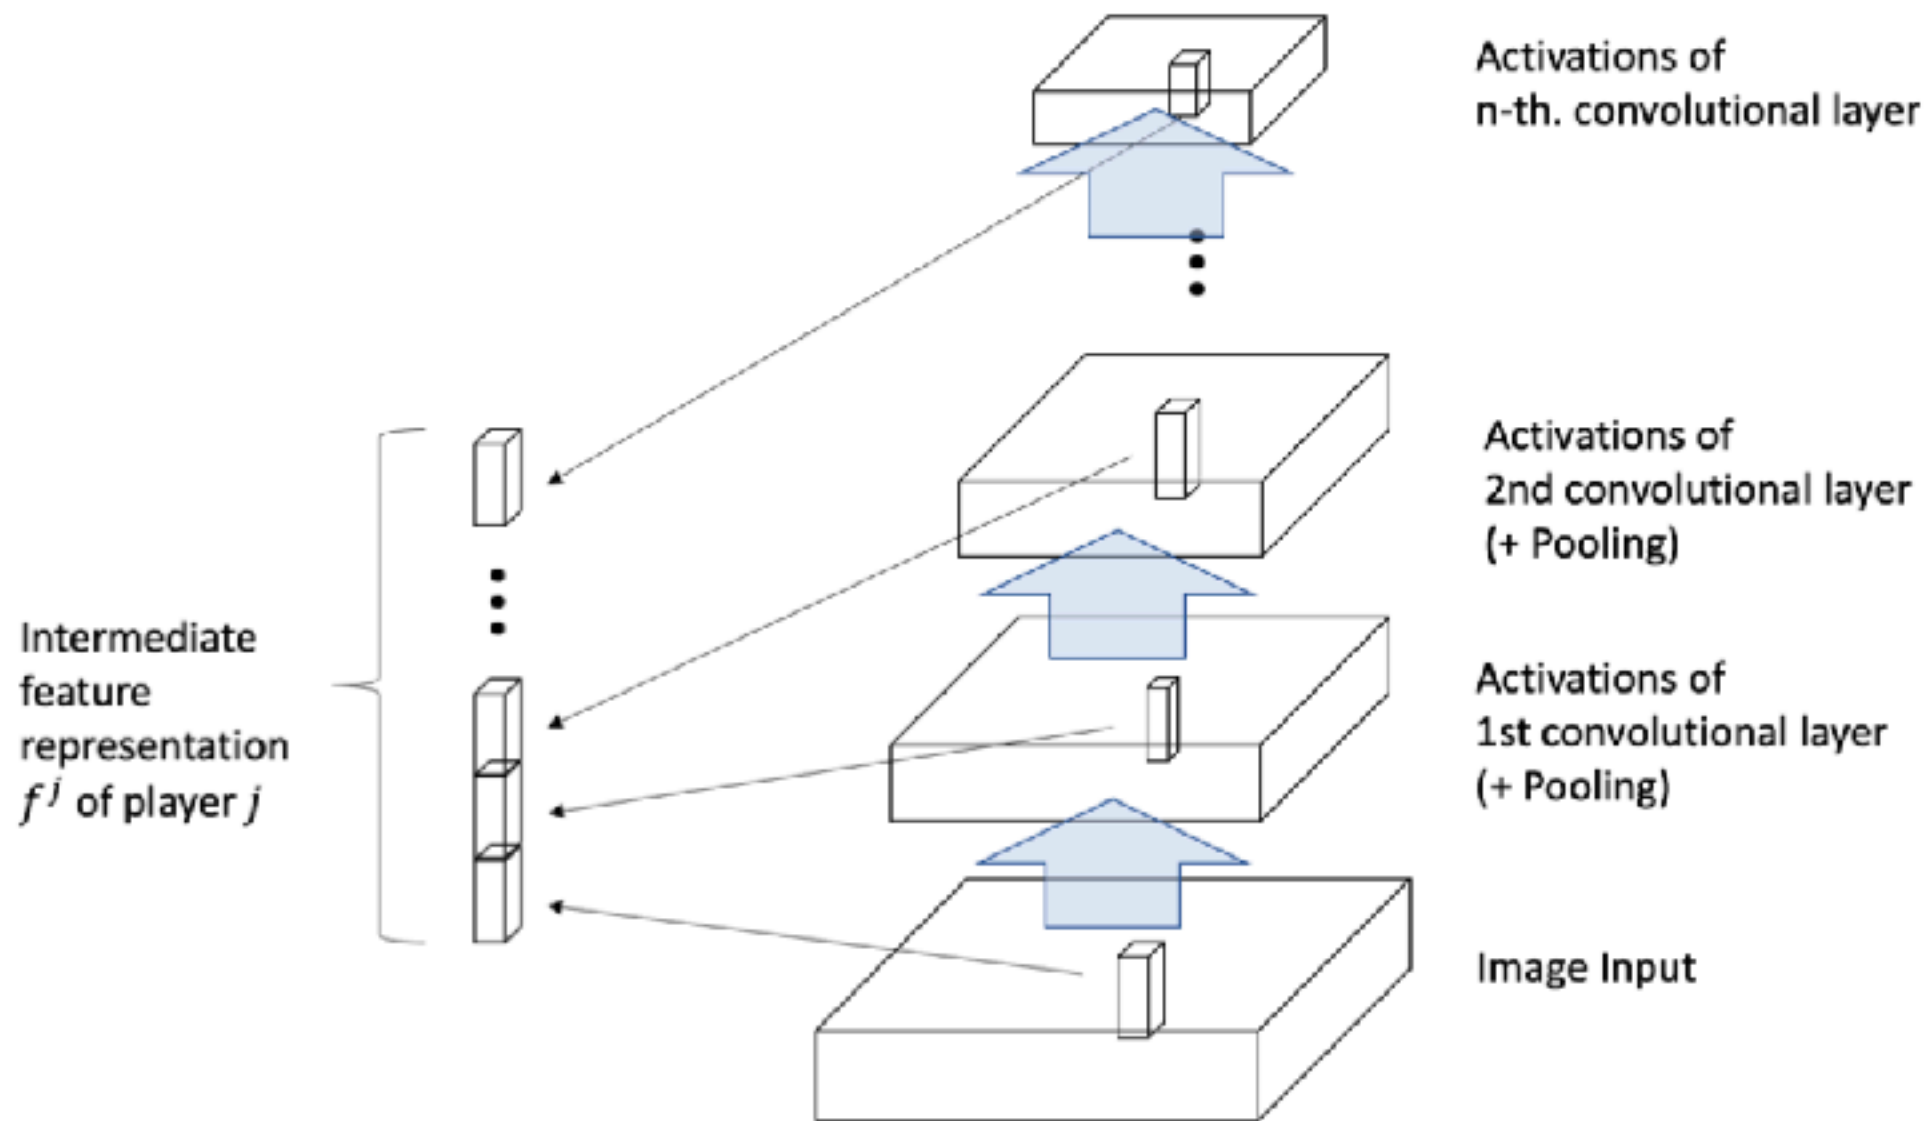 Activations of
n-th. convolutional layer
Activations of
2nd convolutional layer
(+ Pooling)
Intermediate
feature
representation
f^j of player j
Activations of
1st convolutional layer
(+ Pooling)
Image Input